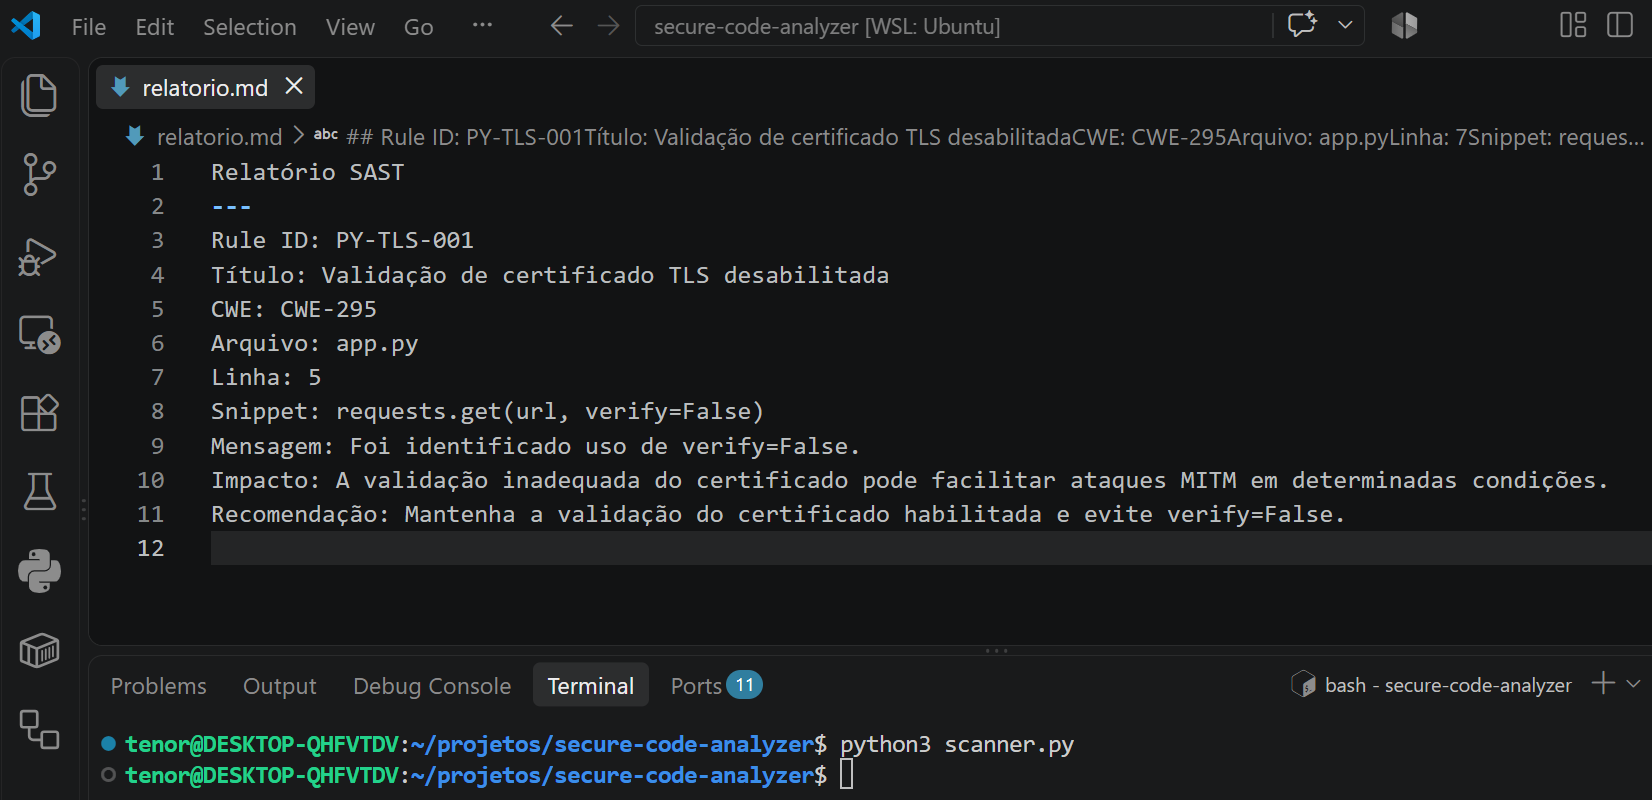 File Edit Selection View Go ...
secure-code-analyzer [WSL: Ubuntu]
relatorio.md
relatorio.md > abc ## Rule ID: PY-TLS-001Título: Validação de certificado TLS desabilitadaCWE: CWE-295Arquivo: app.pyLinha: 7Snippet: reques...
1 Relatório SAST
2 ---
3 Rule ID: PY-TLS-001
4 Título: Validação de certificado TLS desabilitada
5 CWE: CWE-295
6 Arquivo: app.py
7 Linha: 5
8 Snippet: requests.get(url, verify=False)
9 Mensagem: Foi identificado uso de verify=False.
10 Impacto: A validação inadequada do certificado pode facilitar ataques MITM em determinadas condições.
11 Recomendação: Mantenha a validação do certificado habilitada e evite verify=False.
12
Problems Output Debug Console Terminal Ports 11 bash - secure-code-analyzer
tenor@DESKTOP-QHFVTDV:~/projetos/secure-code-analyzer$ python3 scanner.py
tenor@DESKTOP-QHFVTDV:~/projetos/secure-code-analyzer$